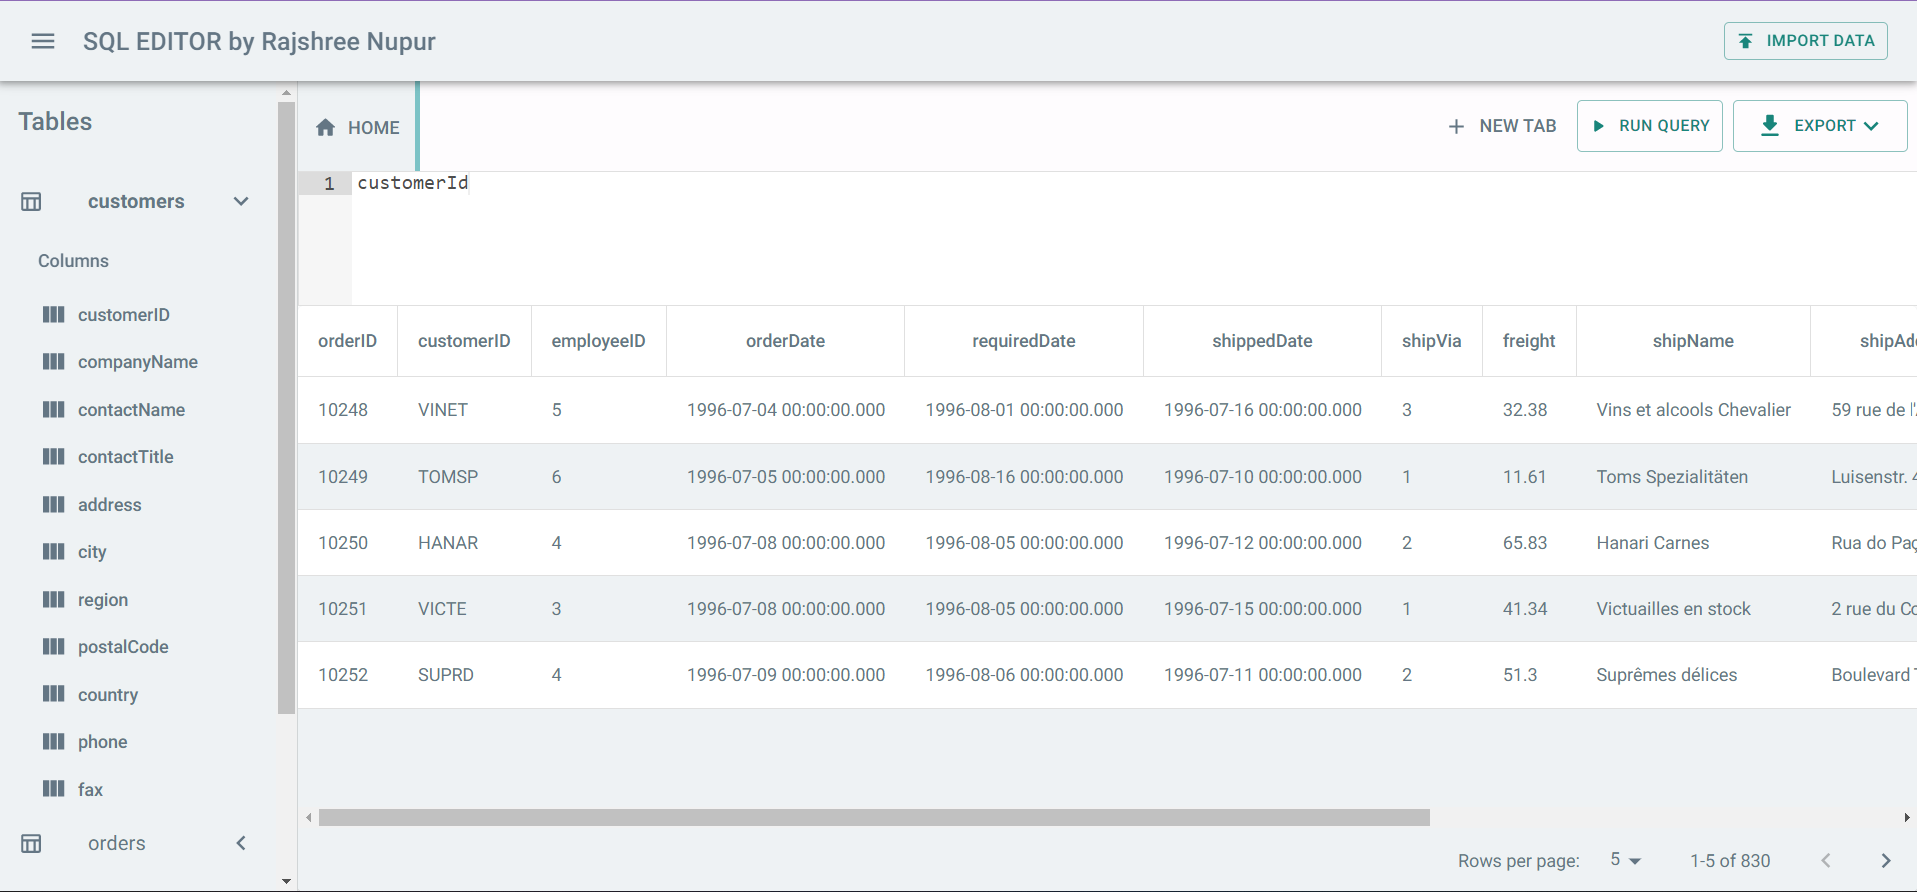 SQL EDITOR by Rajshree Nupur
IMPORT DATA
Tables
customers
Columns
customerID
companyName
contactName
contactTitle
address
city
region
postalCode
country
phone
fax
orders
HOME
NEW TAB
RUN QUERY
EXPORT
1 customerId
orderID customerID employeeID orderDate requiredDate shippedDate shipVia freight shipName shipAd
10248 VINET 5 1996-07-04 00:00:00.000 1996-08-01 00:00:00.000 1996-07-16 00:00:00.000 3 32.38 Vins et alcools Chevalier 59 rue de l'
10249 TOMSP 6 1996-07-05 00:00:00.000 1996-08-16 00:00:00.000 1996-07-10 00:00:00.000 1 11.61 Toms Spezialitäten Luisenstr. 4
10250 HANAR 4 1996-07-08 00:00:00.000 1996-08-05 00:00:00.000 1996-07-12 00:00:00.000 2 65.83 Hanari Carnes Rua do Paç
10251 VICTE 3 1996-07-08 00:00:00.000 1996-08-05 00:00:00.000 1996-07-15 00:00:00.000 1 41.34 Victuailles en stock 2 rue du Co
10252 SUPRD 4 1996-07-09 00:00:00.000 1996-08-06 00:00:00.000 1996-07-11 00:00:00.000 2 51.3 Suprêmes délices Boulevard
Rows per page: 5 1-5 of 830